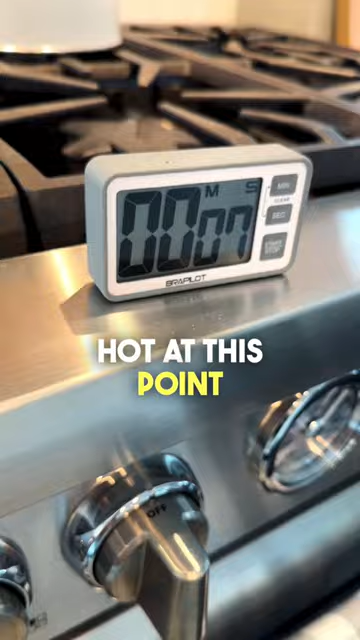 M S
00 07
MIN
CLEAR
SEC
START
STOP
BRAPILOT
HOT AT THIS
POINT
OFF